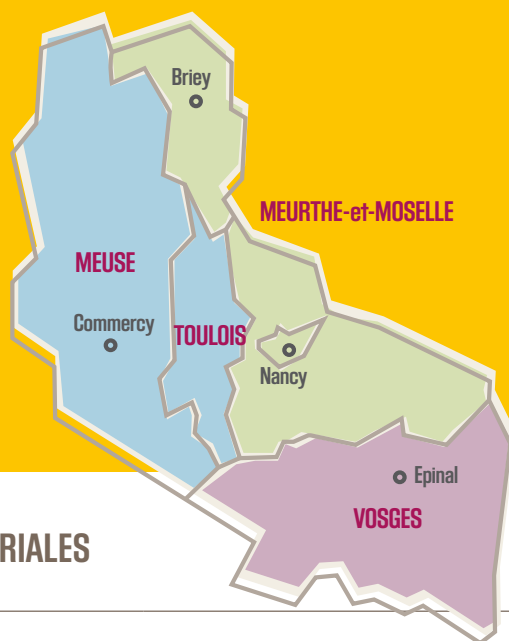 Briey
MEURTHE-et-MOSELLE
MEUSE
Commercy
TOULOIS
Nancy
Epinal
VOSGES
RIALES